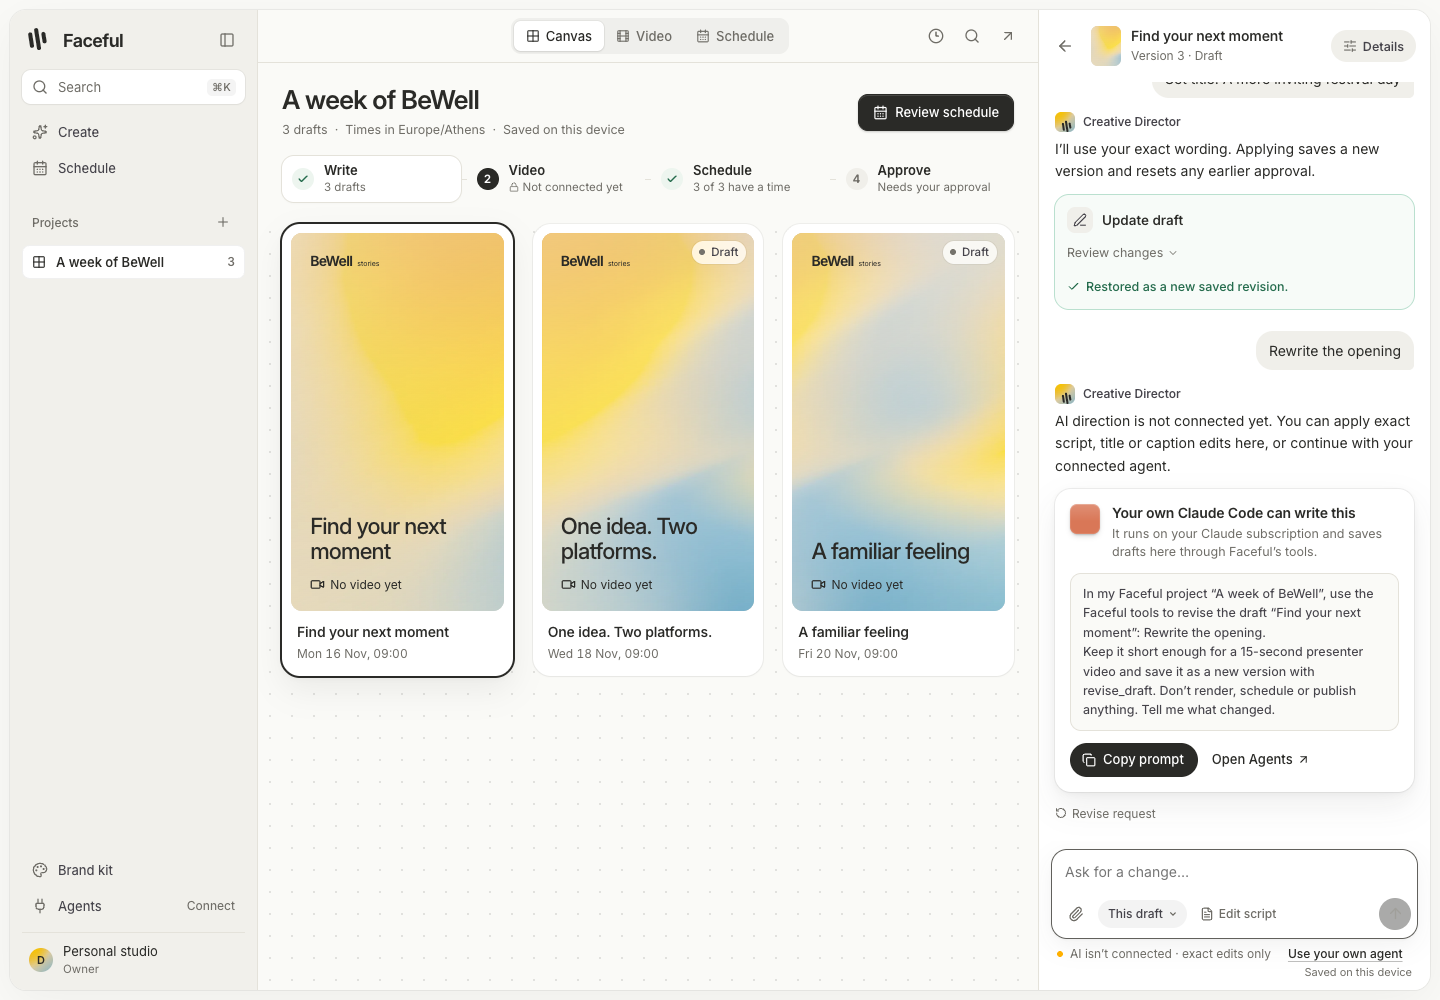 Faceful
Search
⌘K
Create
Schedule
Projects
A week of BeWell
3
Brand kit
Agents
Connect
D
Personal studio
Owner
Canvas
Video
Schedule
A week of BeWell
3 drafts · Times in Europe/Athens · Saved on this device
Review schedule
Write
3 drafts
2
Video
Not connected yet
Schedule
3 of 3 have a time
4
Approve
Needs your approval
BeWell stories
Find your next
moment
No video yet
Find your next moment
Mon 16 Nov, 09:00
BeWell stories
Draft
One idea. Two
platforms.
No video yet
One idea. Two platforms.
Wed 18 Nov, 09:00
BeWell stories
Draft
A familiar feeling
No video yet
A familiar feeling
Fri 20 Nov, 09:00
Find your next moment
Version 3 · Draft
Details
Set title: A more inviting festival day
Creative Director
I’ll use your exact wording. Applying saves a new
version and resets any earlier approval.
Update draft
Review changes
Restored as a new saved revision.
Rewrite the opening
Creative Director
AI direction is not connected yet. You can apply exact
script, title or caption edits here, or continue with your
connected agent.
Your own Claude Code can write this
It runs on your Claude subscription and saves
drafts here through Faceful’s tools.
In my Faceful project “A week of BeWell”, use the
Faceful tools to revise the draft “Find your next
moment”: Rewrite the opening.
Keep it short enough for a 15-second presenter
video and save it as a new version with
revise_draft. Don’t render, schedule or publish
anything. Tell me what changed.
Copy prompt
Open Agents
Revise request
Ask for a change...
This draft
Edit script
AI isn’t connected · exact edits only
Use your own agent
Saved on this device